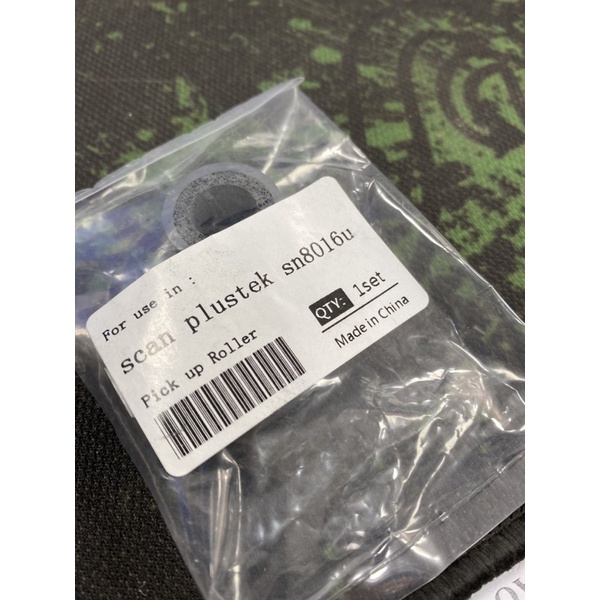 For use in :
scan plustek sn8016u
Pick up Roller
QTY: 1set
Made in China